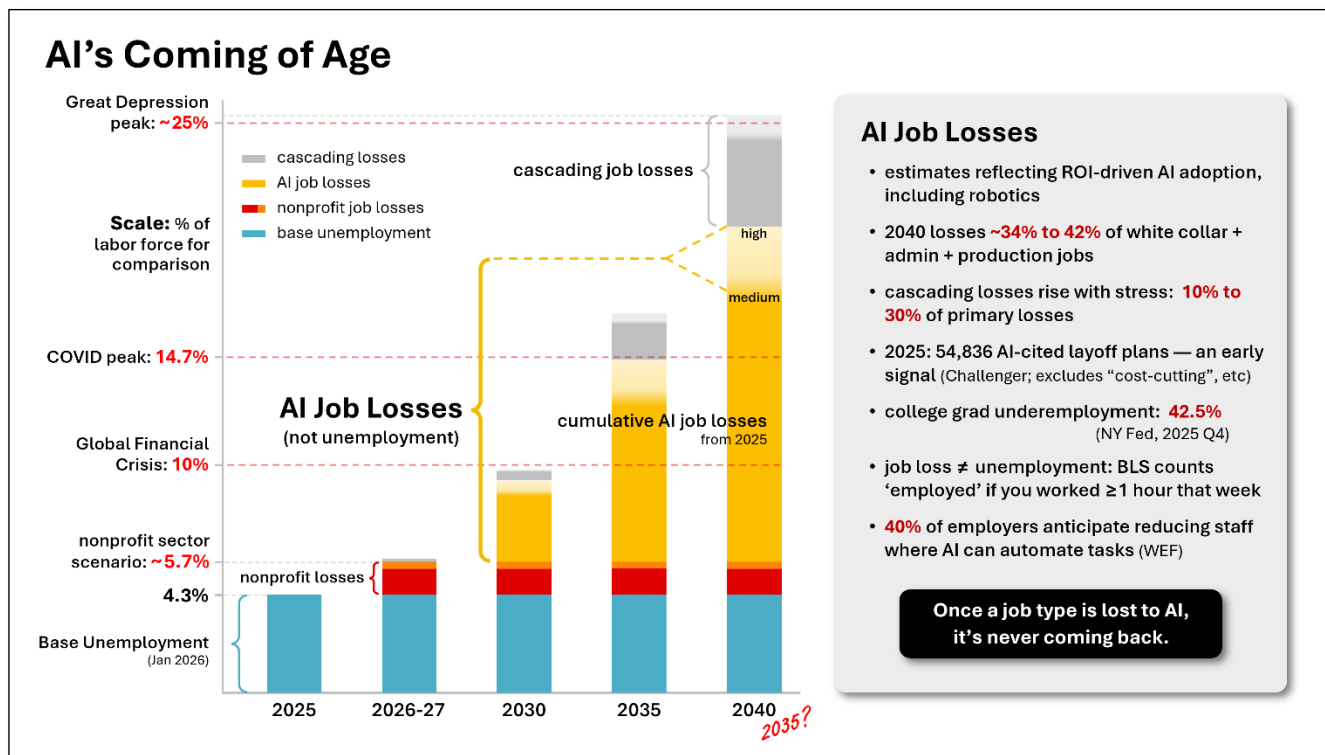 AI's Coming of Age
Great Depression
peak: ~25%
cascading losses
AI job losses
nonprofit job losses
base unemployment
cascading job losses
Scale: % of
labor force for
comparison
high
medium
COVID peak: 14.7%
AI Job Losses
(not unemployment)
cumulative AI job losses
from 2025
Global Financial
Crisis: 10%
nonprofit sector
scenario: ~5.7%
nonprofit losses
4.3%
Base Unemployment
(Jan 2026)
2025
2026-27
2030
2035
2040
2035?
AI Job Losses
• estimates reflecting ROI-driven AI adoption,
including robotics
• 2040 losses ~34% to 42% of white collar +
admin + production jobs
• cascading losses rise with stress: 10% to
30% of primary losses
• 2025: 54,836 AI-cited layoff plans — an early
signal (Challenger; excludes "cost-cutting", etc)
• college grad underemployment: 42.5%
(NY Fed, 2025 Q4)
• job loss ≠ unemployment: BLS counts
'employed' if you worked ≥1 hour that week
• 40% of employers anticipate reducing staff
where AI can automate tasks (WEF)
Once a job type is lost to AI,
it's never coming back.